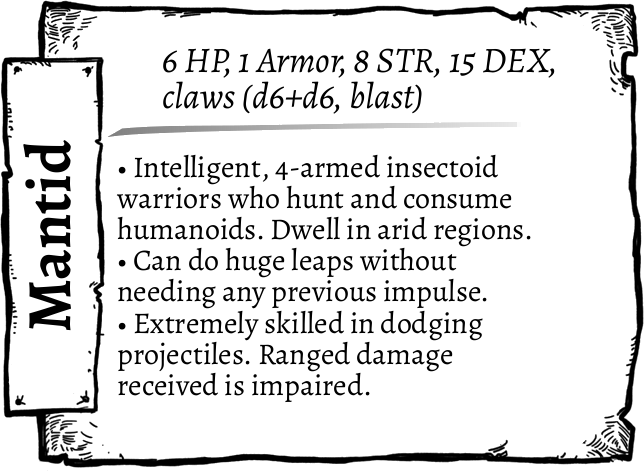 Mantid
6 HP, 1 Armor, 8 STR, 15 DEX,
claws (d6+d6, blast)
• Intelligent, 4-armed insectoid
warriors who hunt and consume
humanoids. Dwell in arid regions.
• Can do huge leaps without
needing any previous impulse.
• Extremely skilled in dodging
projectiles. Ranged damage
received is impaired.